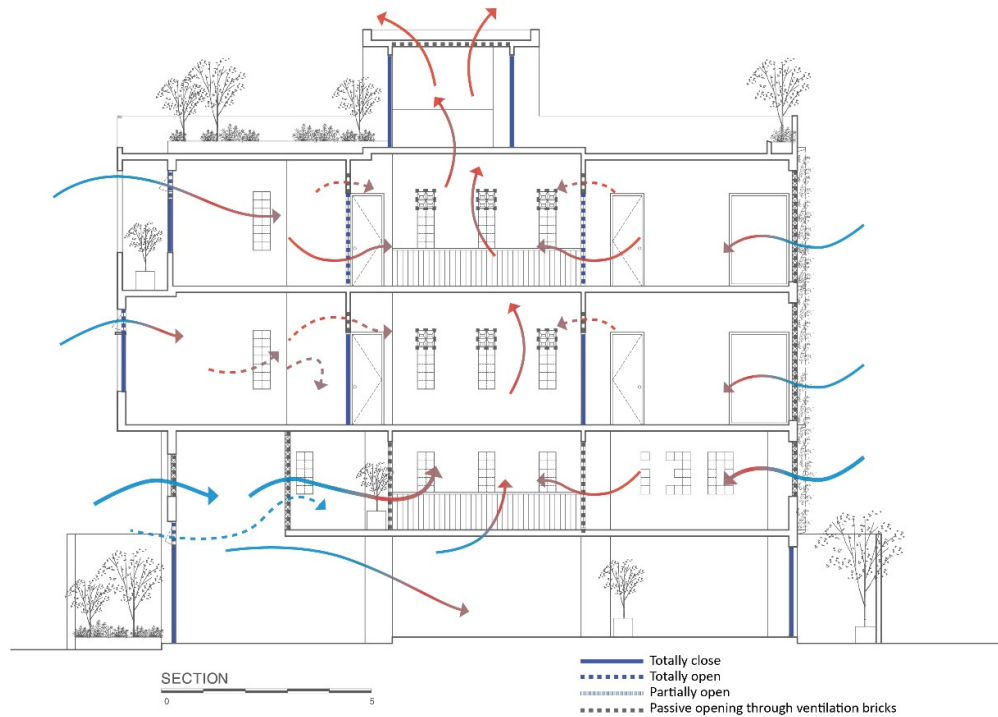 SECTION
0 5
Totally close
Totally open
Partially open
Passive opening through ventilation bricks